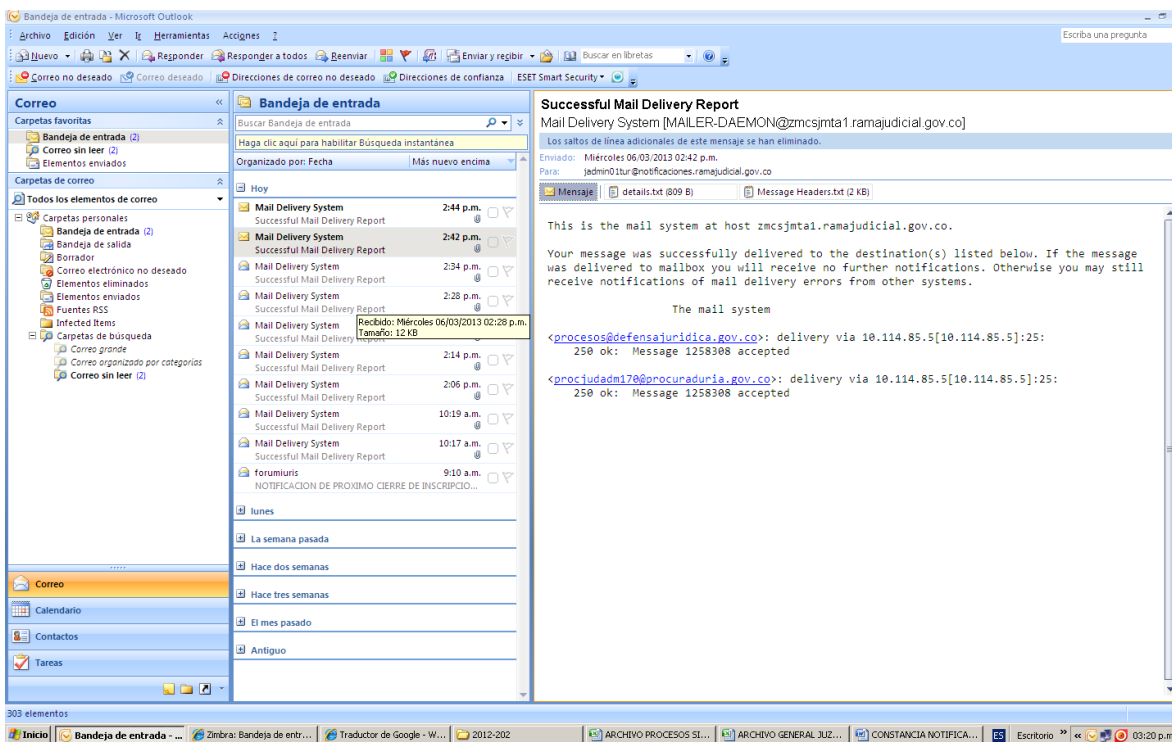 Bandeja de entrada - Microsoft Outlook
Archivo Edición Ver Ir Herramientas Acciones ?
Escriba una pregunta
Nuevo Responder Responder a todos Reenviar Enviar y recibir Buscar en libretas
Correo no deseado Correo deseado Direcciones de correo no deseado Direcciones de confianza ESET Smart Security
Correo «
Carpetas favoritas
Bandeja de entrada (2)
Correo sin leer (2)
Elementos enviados
Carpetas de correo
Todos los elementos de correo
Carpetas personales
Bandeja de entrada (2)
Bandeja de salida
Borrador
Correo electrónico no deseado
Elementos eliminados
Elementos enviados
Fuentes RSS
Infected Items
Carpetas de búsqueda
Correo grande
Correo organizado por categorías
Correo sin leer (2)
Correo
Calendario
Contactos
Tareas
Bandeja de entrada
Buscar Bandeja de entrada
Haga clic aquí para habilitar Búsqueda instantánea
Organizado por: Fecha Más nuevo encima
Hoy
Mail Delivery System 2:44 p.m.
Successful Mail Delivery Report
Mail Delivery System 2:42 p.m.
Successful Mail Delivery Report
Mail Delivery System 2:34 p.m.
Successful Mail Delivery Report
Mail Delivery System 2:28 p.m.
Successful Mail Delivery Report
Mail Delivery System
Successful Mail Delivery Report
Recibido: Miércoles 06/03/2013 02:28 p.m.
Tamaño: 12 KB
Mail Delivery System 2:14 p.m.
Successful Mail Delivery Report
Mail Delivery System 2:06 p.m.
Successful Mail Delivery Report
Mail Delivery System 10:19 a.m.
Successful Mail Delivery Report
Mail Delivery System 10:17 a.m.
Successful Mail Delivery Report
forumiuris 9:10 a.m.
NOTIFICACION DE PROXIMO CIERRE DE INSCRIPCIO...
lunes
La semana pasada
Hace dos semanas
Hace tres semanas
El mes pasado
Antiguo
Successful Mail Delivery Report
Mail Delivery System [MAILER-DAEMON@zmcsjmta1.ramajudicial.gov.co]
Los saltos de línea adicionales de este mensaje se han eliminado.
Enviado: Miércoles 06/03/2013 02:42 p.m.
Para: jadmin01tur@notificaciones.ramajudicial.gov.co
Mensaje details.txt (809 B) Message Headers.txt (2 KB)
This is the mail system at host zmcsjmta1.ramajudicial.gov.co.
Your message was successfully delivered to the destination(s) listed below. If the message
was delivered to mailbox you will receive no further notifications. Otherwise you may still
receive notifications of mail delivery errors from other systems.
The mail system
<procesos@defensajuridica.gov.co>: delivery via 10.114.85.5[10.114.85.5]:25:
250 ok: Message 1258308 accepted
<procjudadm170@procuraduria.gov.co>: delivery via 10.114.85.5[10.114.85.5]:25:
250 ok: Message 1258308 accepted
303 elementos
Inicio Bandeja de entrada - ... Zimbra: Bandeja de entr... Traductor de Google - W... 2012-202 ARCHIVO PROCESOS SI... ARCHIVO GENERAL JUZ... CONSTANCIA NOTIFICA... ES Escritorio » « 03:20 p.m